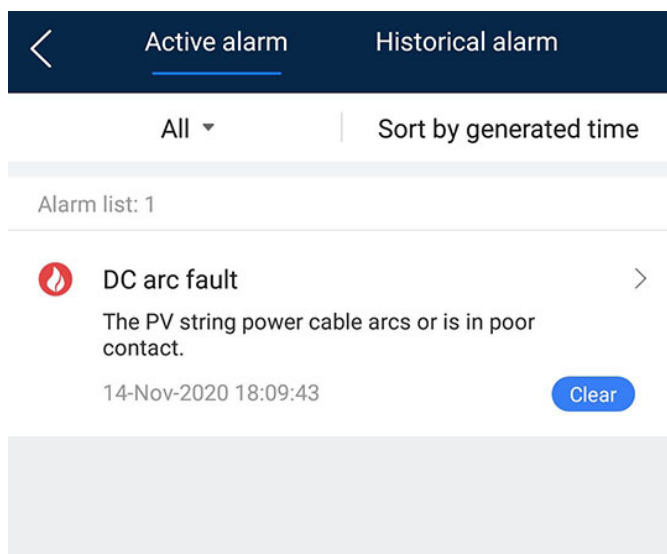 Active alarm Historical alarm
All Sort by generated time
Alarm list: 1
DC arc fault
The PV string power cable arcs or is in poor
contact.
14-Nov-2020 18:09:43 Clear